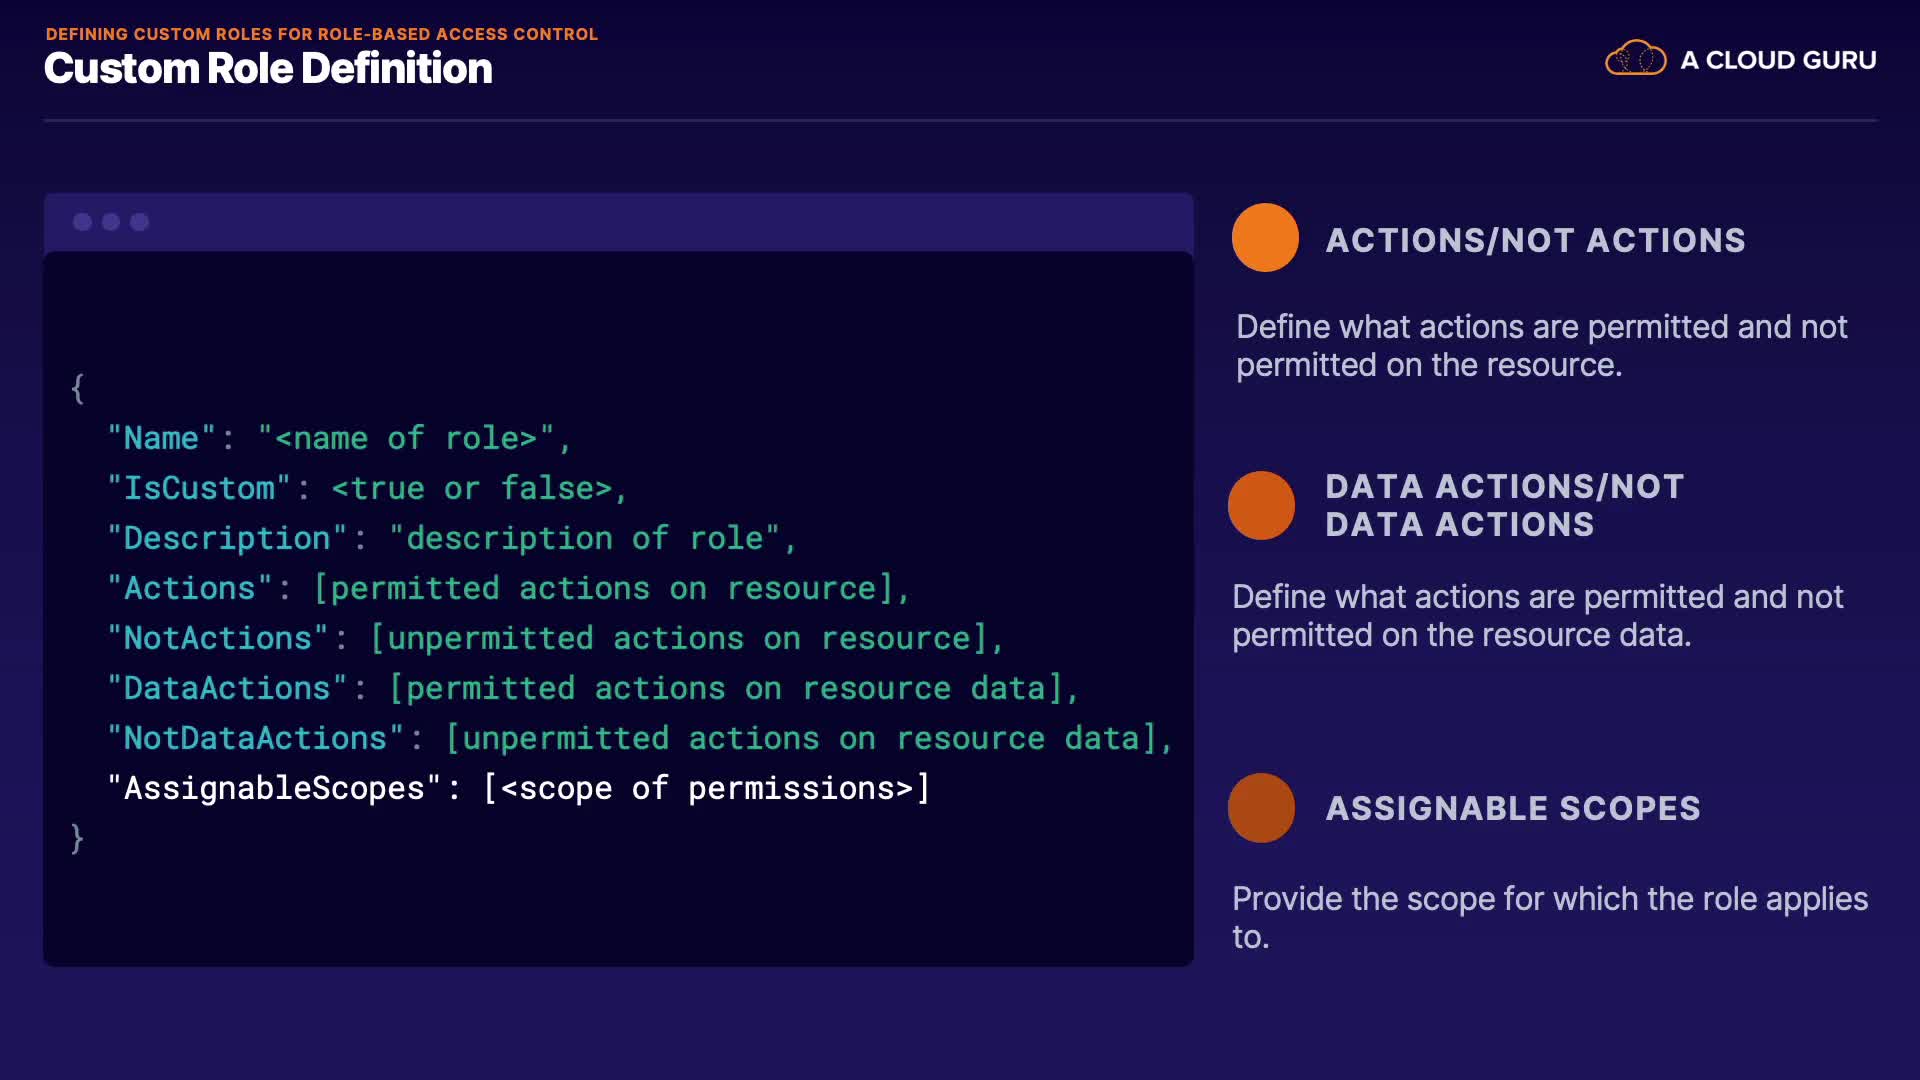 DEFINING CUSTOM ROLES FOR ROLE-BASED ACCESS CONTROL
Custom Role Definition
A CLOUD GURU
{
"Name": "<name of role>",
"IsCustom": <true or false>,
"Description": "description of role",
"Actions": [permitted actions on resource],
"NotActions": [unpermitted actions on resource],
"DataActions": [permitted actions on resource data],
"NotDataActions": [unpermitted actions on resource data],
"AssignableScopes": [<scope of permissions>]
}
ACTIONS/NOT ACTIONS
Define what actions are permitted and not
permitted on the resource.
DATA ACTIONS/NOT
DATA ACTIONS
Define what actions are permitted and not
permitted on the resource data.
ASSIGNABLE SCOPES
Provide the scope for which the role applies
to.